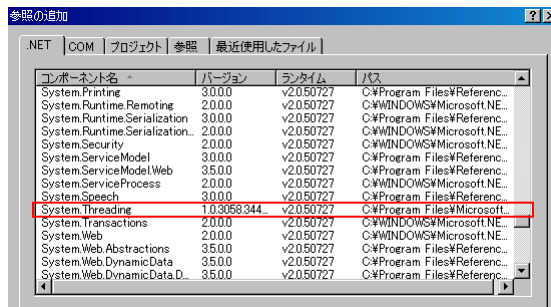 参照の追加
.NET COM プロジェクト 参照 最近使用したファイル
コンポーネント名 バージョン ランタイム パス
System.Printing 3.0.0.0 v2.0.50727 C:¥Program Files¥Referenc...
System.Runtime.Remoting 2.0.0.0 v2.0.50727 C:¥WINDOWS¥Microsoft.NE...
System.Runtime.Serialization 3.0.0.0 v2.0.50727 C:¥Program Files¥Referenc...
System.Runtime.Serialization... 2.0.0.0 v2.0.50727 C:¥WINDOWS¥Microsoft.NE...
System.Security 2.0.0.0 v2.0.50727 C:¥WINDOWS¥Microsoft.NE...
System.ServiceModel 3.0.0.0 v2.0.50727 C:¥Program Files¥Referenc...
System.ServiceModel.Web 3.5.0.0 v2.0.50727 C:¥Program Files¥Referenc...
System.ServiceProcess 2.0.0.0 v2.0.50727 C:¥WINDOWS¥Microsoft.NE...
System.Speech 3.0.0.0 v2.0.50727 C:¥Program Files¥Referenc...
System.Threading 1.0.3058.344... v2.0.50727 C:¥Program Files¥Microsoft...
System.Transactions 2.0.0.0 v2.0.50727 C:¥WINDOWS¥Microsoft.NE...
System.Web 2.0.0.0 v2.0.50727 C:¥WINDOWS¥Microsoft.NE...
System.Web.Abstractions 3.5.0.0 v2.0.50727 C:¥Program Files¥Referenc...
System.Web.DynamicData 3.5.0.0 v2.0.50727 C:¥Program Files¥Referenc...
System.Web.DynamicData.D... 3.5.0.0 v2.0.50727 C:¥Program Files¥Referenc...